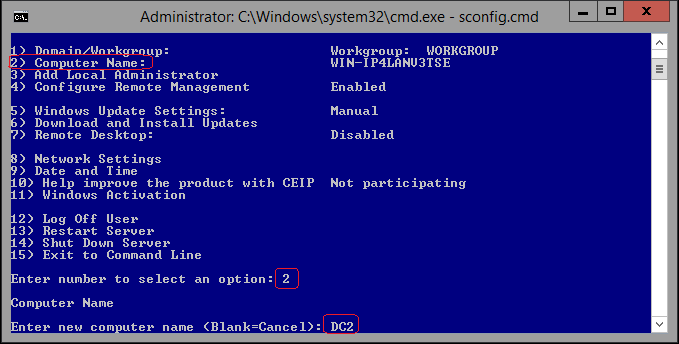 Administrator: C:\Windows\system32\cmd.exe - sconfig.cmd
1) Domain/Workgroup: Workgroup: WORKGROUP
2) Computer Name: WIN-IP4LANV3TSE
3) Add Local Administrator
4) Configure Remote Management Enabled
5) Windows Update Settings: Manual
6) Download and Install Updates
7) Remote Desktop: Disabled
8) Network Settings
9) Date and Time
10) Help improve the product with CEIP Not participating
11) Windows Activation
12) Log Off User
13) Restart Server
14) Shut Down Server
15) Exit to Command Line
Enter number to select an option: 2
Computer Name
Enter new computer name (Blank=Cancel): DC2